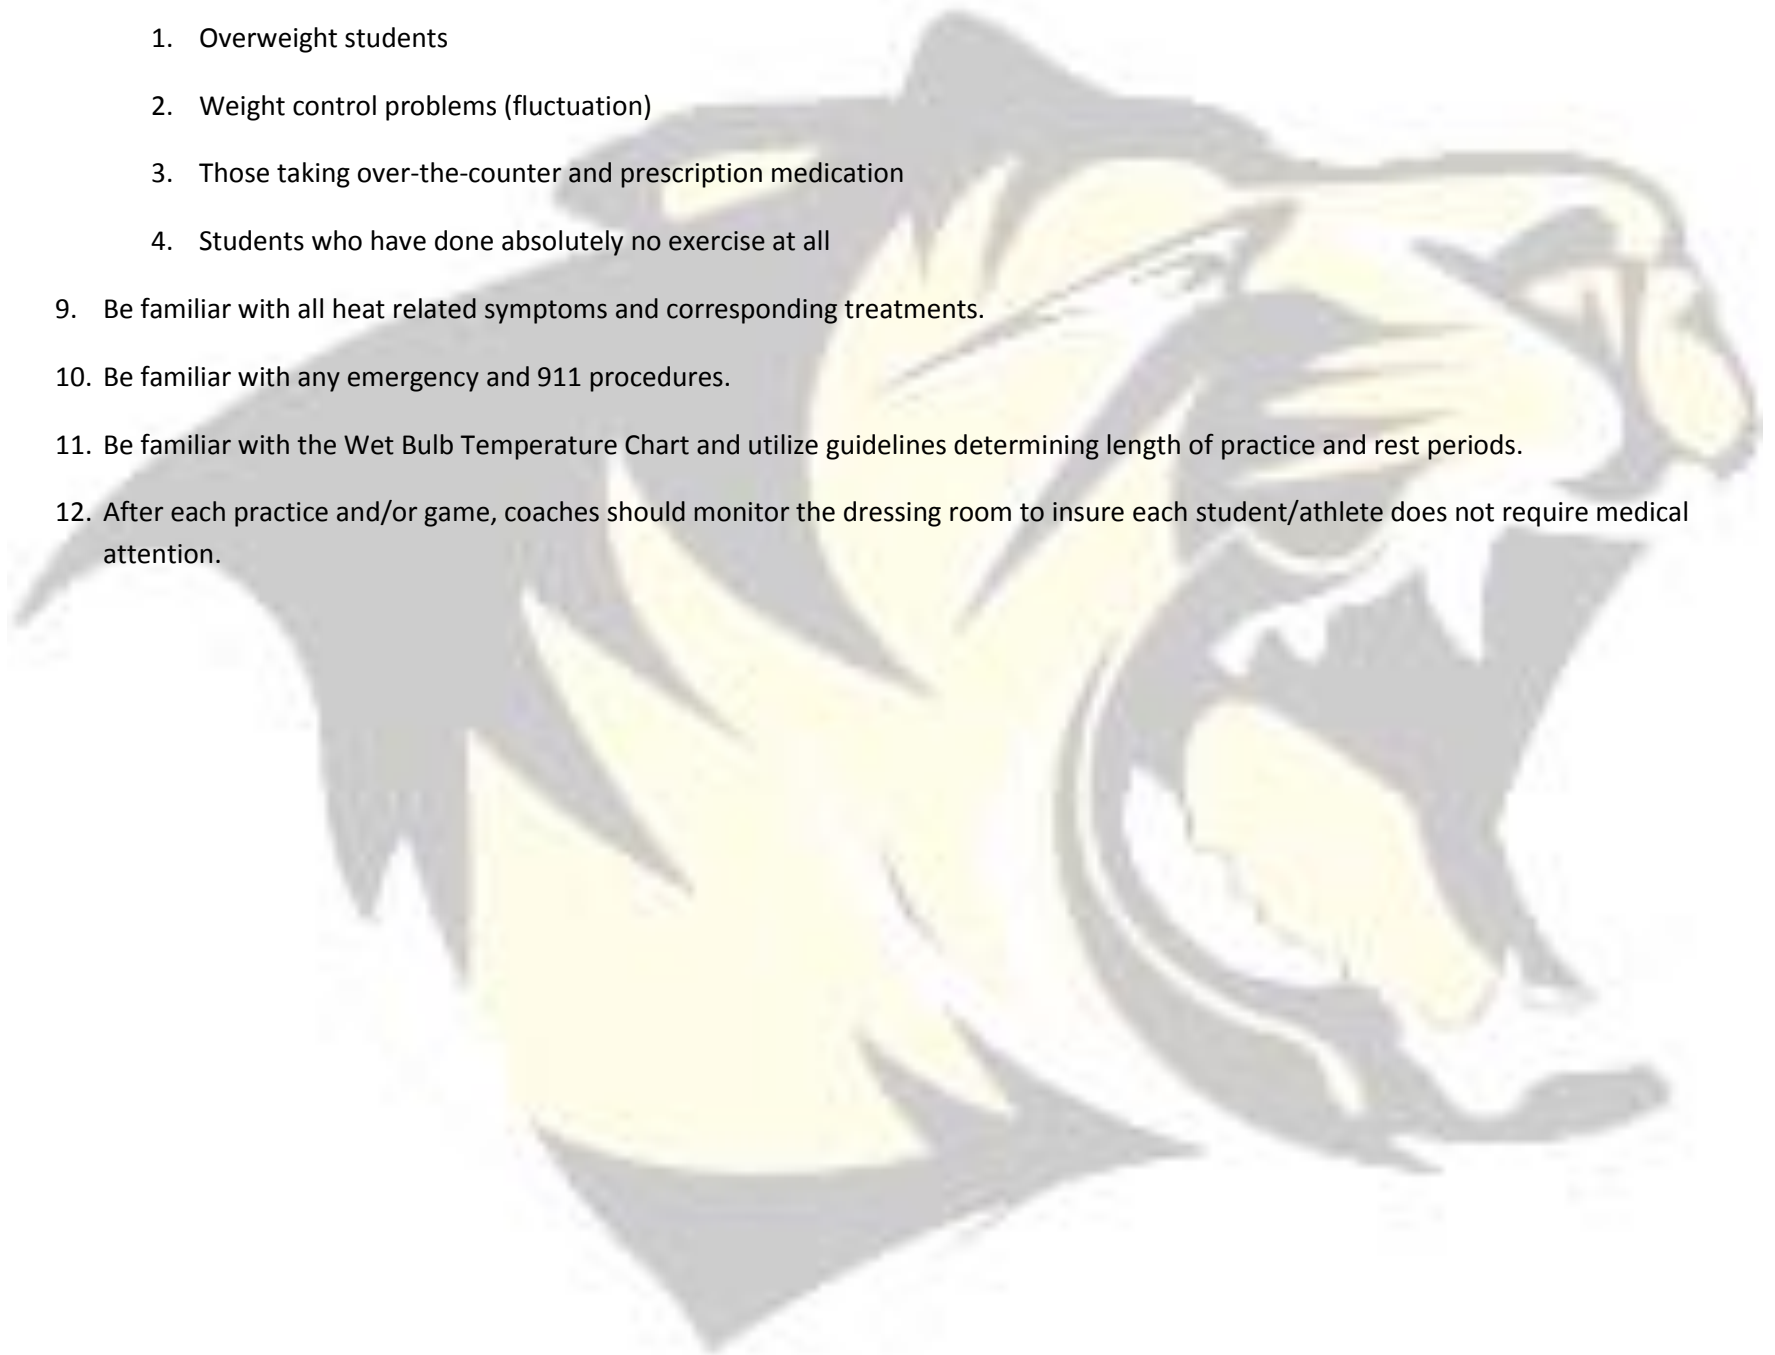 1. Overweight students
2. Weight control problems (fluctuation)
3. Those taking over-the-counter and prescription medication
4. Students who have done absolutely no exercise at all
9. Be familiar with all heat related symptoms and corresponding treatments.
10. Be familiar with any emergency and 911 procedures.
11. Be familiar with the Wet Bulb Temperature Chart and utilize guidelines determining length of practice and rest periods.
12. After each practice and/or game, coaches should monitor the dressing room to insure each student/athlete does not require medical
attention.